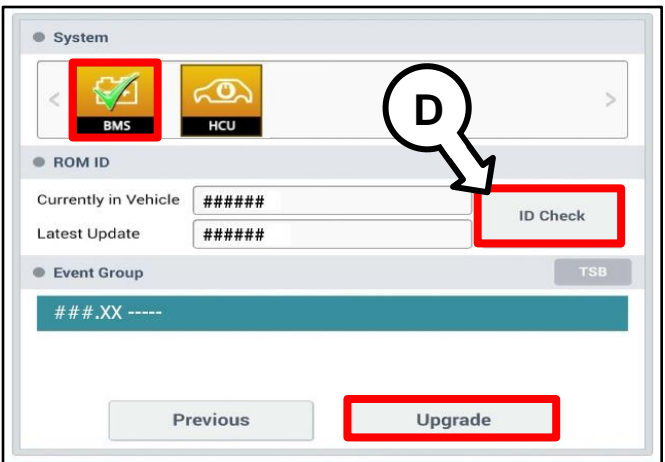 System
<
BMS
HCU
D
>
ROM ID
Currently in Vehicle ######
ID Check
Latest Update ######
Event Group
TSB
###.XX -----
Previous
Upgrade